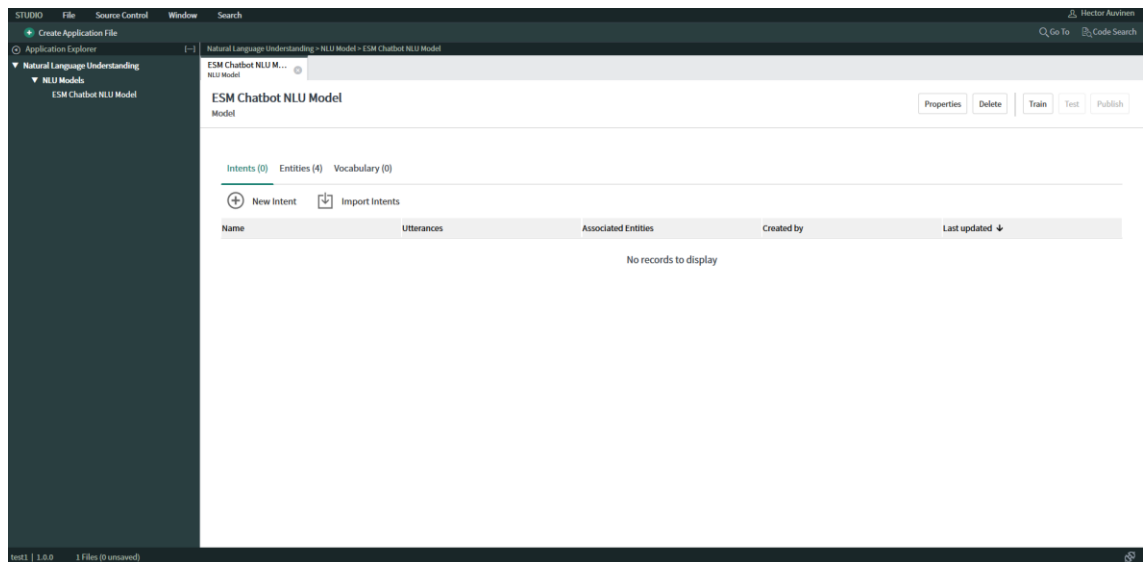 STUDIO File Source Control Window Search Hector Auvinen
Create Application File Go To Code Search
Application Explorer [--] Natural Language Understanding > NLU Model > ESM Chatbot NLU Model
Natural Language Understanding
NLU Models
ESM Chatbot NLU Model
ESM Chatbot NLU M...
NLU Model
ESM Chatbot NLU Model
Model
Properties Delete Train Test Publish
Intents (0) Entities (4) Vocabulary (0)
New Intent Import Intents
Name Utterances Associated Entities Created by Last updated
No records to display
test1 | 1.0.0 1 Files (0 unsaved)